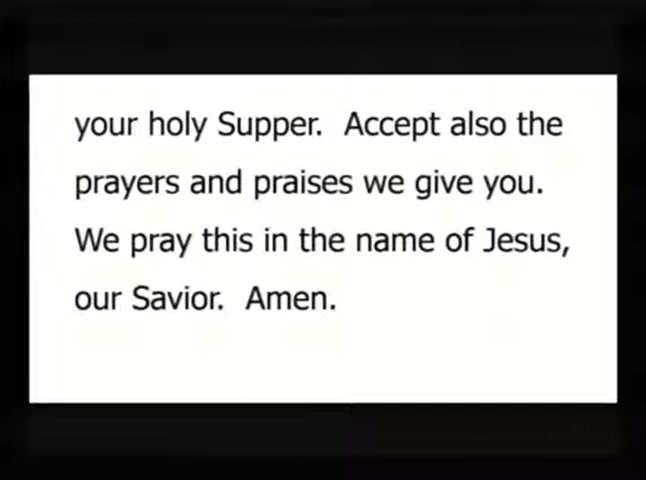 your holy Supper.  Accept also the
prayers and praises we give you.
We pray this in the name of Jesus,
our Savior.  Amen.